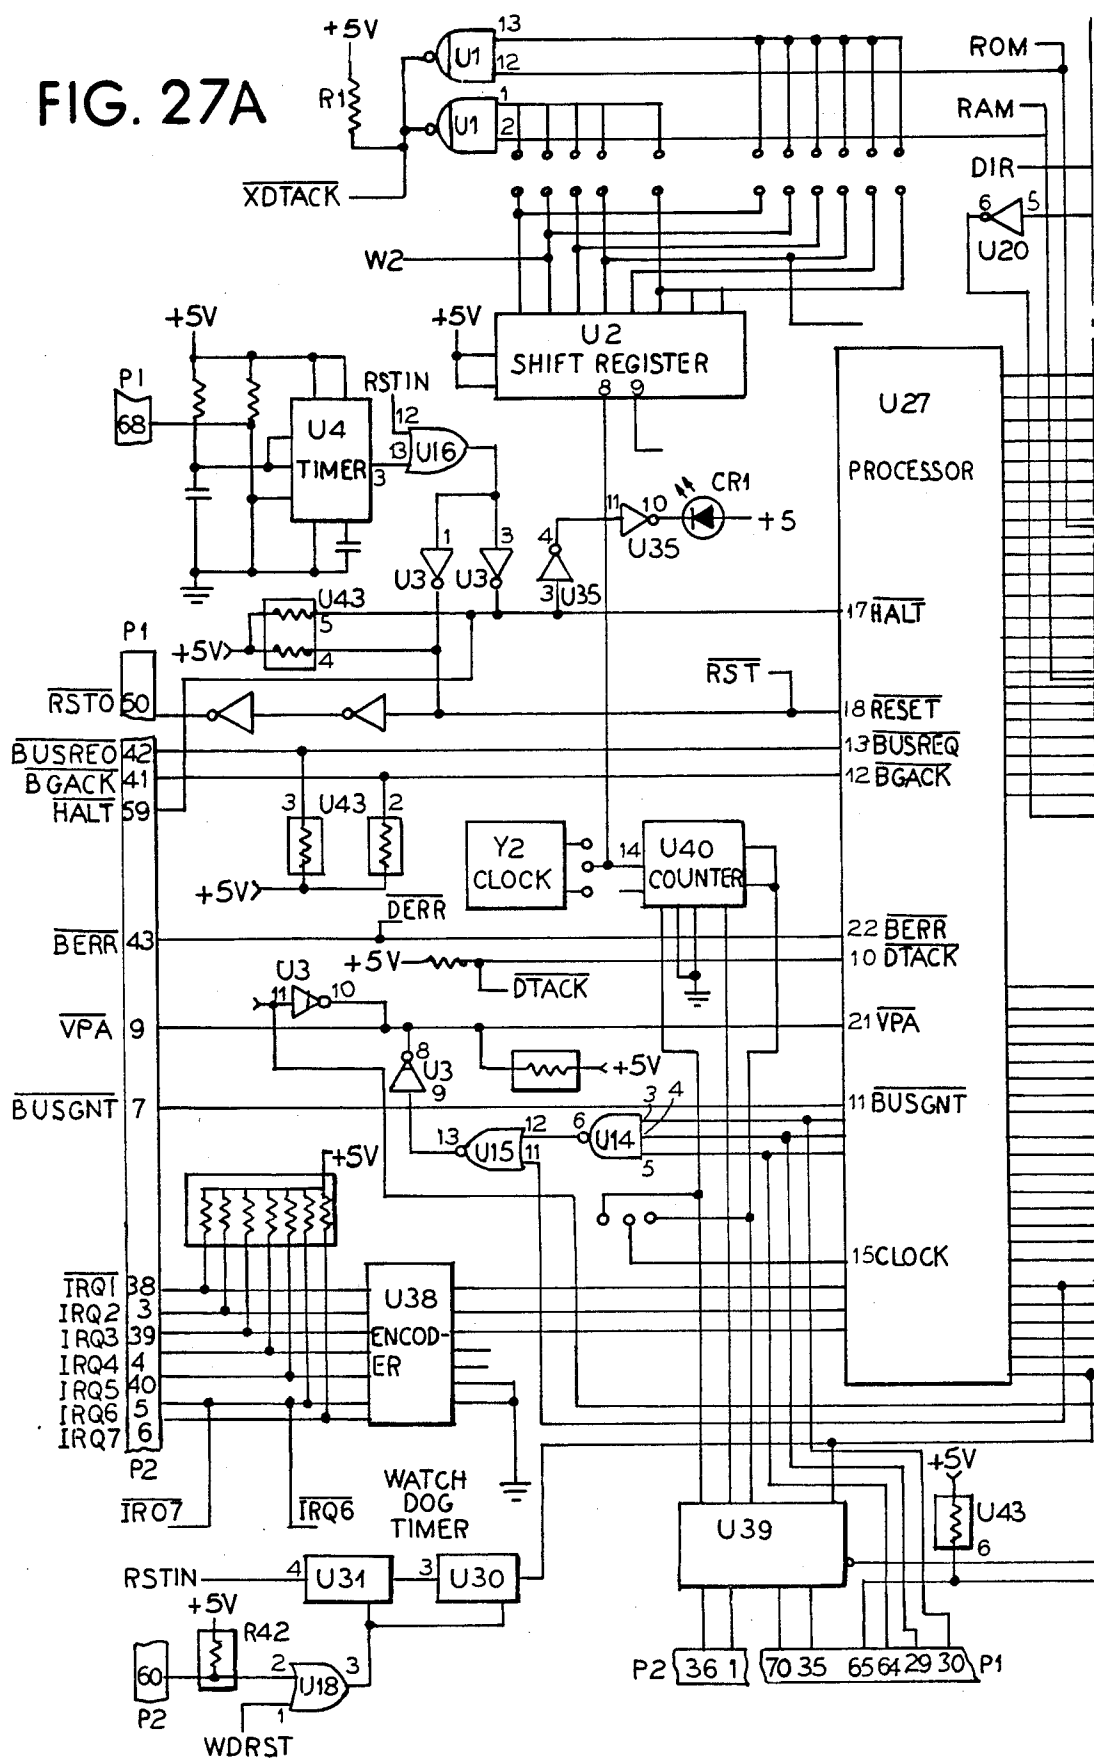 FIG. 27A
+5V
R1
U1
13
12
U1
1
2
XDTACK
ROM
RAM
DIR
6
5
U20
W2
+5V
U2
SHIFT REGISTER
8 9
+5V
P1
68
U4
TIMER
3
RSTIN
12
13
U16
U27
PROCESSOR
11
10
U35
CR1
+5
1
U3
3
U3
4
3
U35
U43
5
4
+5V
17 HALT
P1
RSTO 50
RST
18 RESET
BUSREO 42
13 BUSREQ
BGACK 41
12 BGACK
HALT 59
3 U43 2
+5V
Y2
CLOCK
14 U40
COUNTER
DERR
BERR 43
22 BERR
+5V
10 DTACK
DTACK
U3
11
10
VPA 9
21 VPA
8
U3
9
+5V
BUSGNT 7
11 BUSGNT
13
U15
12
11
6
U14
3 4
5
+5V
15 CLOCK
IRQ1 38
IRQ2 3
IRQ3 39
IRQ4 4
IRQ5 40
IRQ6 5
IRQ7 6
P2
U38
ENCOD-
ER
IRO7
IRQ6
WATCH
DOG
TIMER
RSTIN
4 U31
3 U30
+5V
R42
60
P2
2
1
U18
3
WDRST
U39
+5V
U43
6
P2 36 1
70 35 65 64 29 30 P1